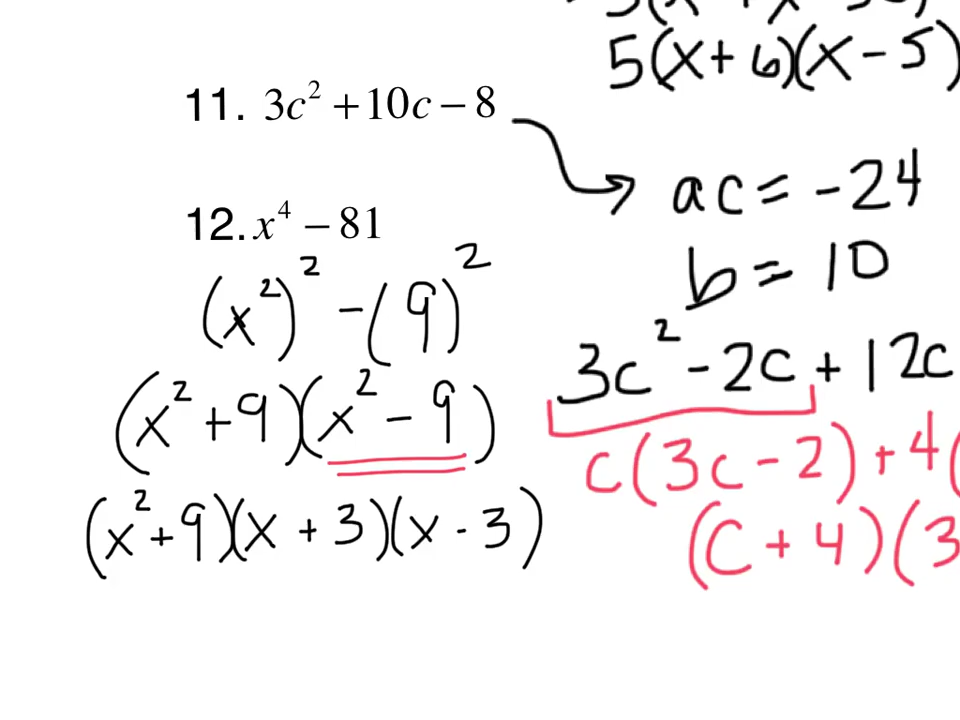 5(x + 6)(x - 5)
11. 3c² + 10c - 8
ac = -24
12. x⁴ - 81
b = 10
(x²)² - (9)²
3c² - 2c + 12c
(x² + 9)(x² - 9)
c(3c - 2) + 4(
(x² + 9)(x + 3)(x - 3)
(c + 4)(3